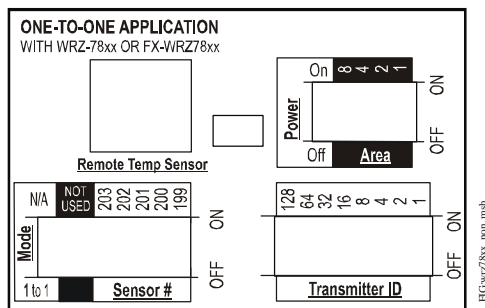 ONE-TO-ONE APPLICATION
WITH WRZ-78xx OR FX-WRZ78xx
Remote Temp Sensor
Power
On 8 4 2 1
ON
OFF
Off Area
Mode
N/A NOT USED 203 202 201 200 199
ON
OFF
1 to 1 Sensor #
128 64 32 16 8 4 2 1
ON
OFF
Transmitter ID